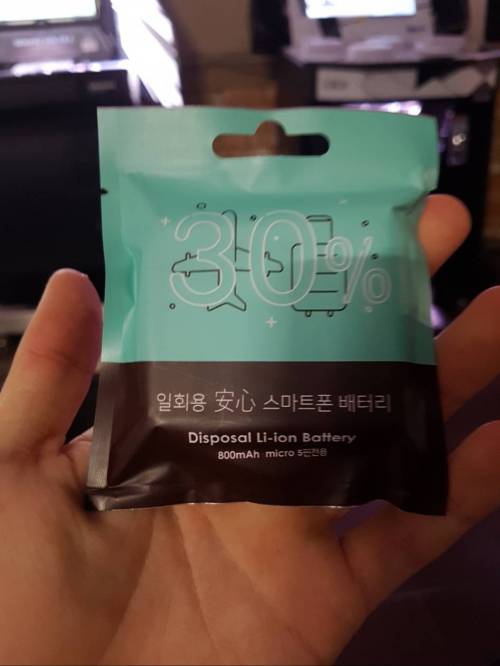 30%
일회용 安心 스마트폰 배터리
Disposal Li-ion Battery
800mAh micro 5핀전용